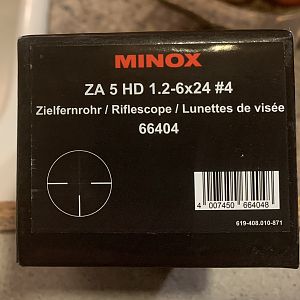 MINOX
ZA 5 HD 1.2-6x24 #4
Zielfernrohr / Riflescope / Lunettes de visée
66404
4 007450 664048
619-408.010-871